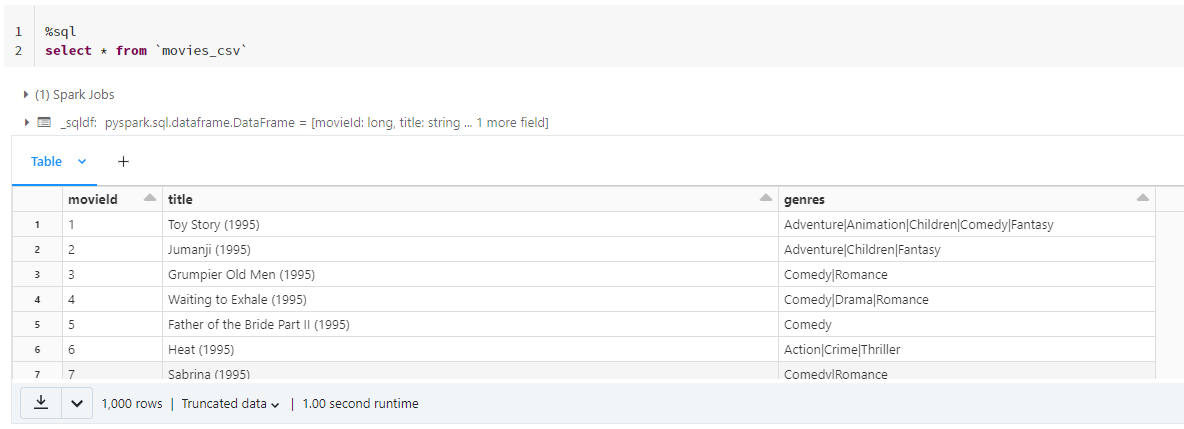 1 %sql
2 select * from `movies_csv`
(1) Spark Jobs
_sqldf: pyspark.sql.dataframe.DataFrame = [movieId: long, title: string ... 1 more field]
Table +
movieId title genres
1 1 Toy Story (1995) Adventure|Animation|Children|Comedy|Fantasy
2 2 Jumanji (1995) Adventure|Children|Fantasy
3 3 Grumpier Old Men (1995) Comedy|Romance
4 4 Waiting to Exhale (1995) Comedy|Drama|Romance
5 5 Father of the Bride Part II (1995) Comedy
6 6 Heat (1995) Action|Crime|Thriller
7 7 Sabrina (1995) Comedy|Romance
1,000 rows | Truncated data | 1.00 second runtime